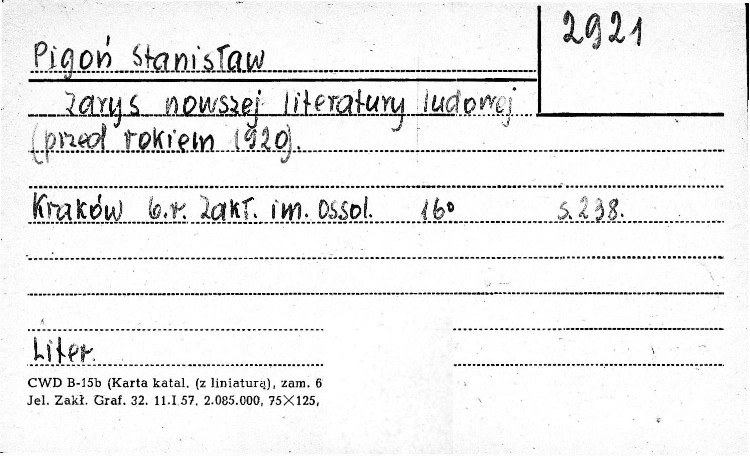 2921
Pigoń Stanisław
Zarys nowszej literatury ludowej
(przed rokiem 1920).
Kraków b.r. Zakł. im. Ossol. 16° s. 238.
Liter.
CWD B-15b (Karta katal. (z liniaturą), zam. 6
Jel. Zakł. Graf. 32. 11.I 57. 2.085.000, 75×125,